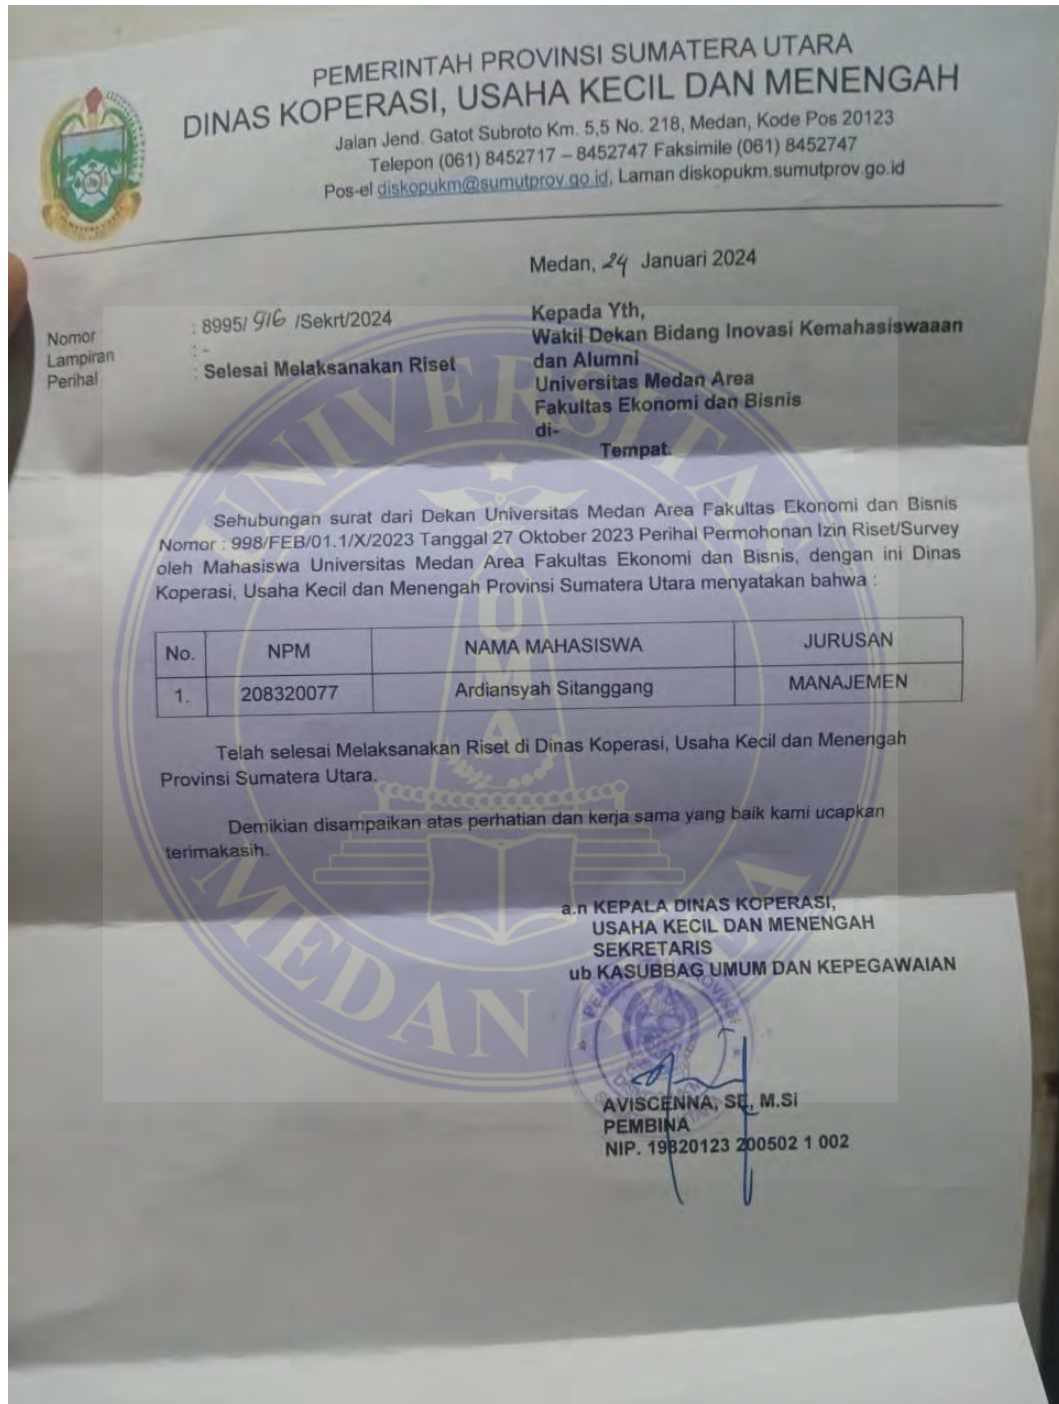 PEMERINTAH PROVINSI SUMATERA UTARA
DINAS KOPERASI, USAHA KECIL DAN MENENGAH
Jalan Jend. Gatot Subroto Km. 5,5 No. 218, Medan, Kode Pos 20123
Telepon (061) 8452717 – 8452747 Faksimile (061) 8452747
Pos-el diskopukm@sumutprov.go.id, Laman diskopukm.sumutprov.go.id
Medan, 24 Januari 2024
Nomor : 8995/ 916 /Sekrt/2024
Lampiran : -
Perihal : Selesai Melaksanakan Riset
Kepada Yth,
Wakil Dekan Bidang Inovasi Kemahasiswaaan
dan Alumni
Universitas Medan Area
Fakultas Ekonomi dan Bisnis
di-
Tempat.
Sehubungan surat dari Dekan Universitas Medan Area Fakultas Ekonomi dan Bisnis
Nomor : 998/FEB/01.1/X/2023 Tanggal 27 Oktober 2023 Perihal Permohonan Izin Riset/Survey
oleh Mahasiswa Universitas Medan Area Fakultas Ekonomi dan Bisnis, dengan ini Dinas
Koperasi, Usaha Kecil dan Menengah Provinsi Sumatera Utara menyatakan bahwa :
No. NPM NAMA MAHASISWA JURUSAN
1. 208320077 Ardiansyah Sitanggang MANAJEMEN
Telah selesai Melaksanakan Riset di Dinas Koperasi, Usaha Kecil dan Menengah
Provinsi Sumatera Utara.
Demikian disampaikan atas perhatian dan kerja sama yang baik kami ucapkan
terimakasih.
a.n KEPALA DINAS KOPERASI,
USAHA KECIL DAN MENENGAH
SEKRETARIS
ub KASUBBAG UMUM DAN KEPEGAWAIAN
AVISCENNA, SE, M.Si
PEMBINA
NIP. 19820123 200502 1 002
UNIVERSITAS
MEDAN AREA
UMA